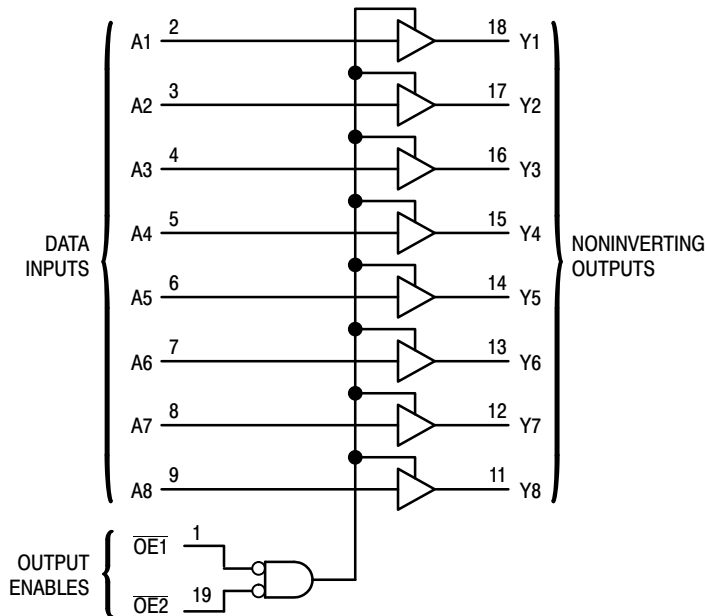 A1 2 18 Y1
A2 3 17 Y2
A3 4 16 Y3
A4 5 15 Y4
DATA
INPUTS
NONINVERTING
OUTPUTS
A5 6 14 Y5
A6 7 13 Y6
A7 8 12 Y7
A8 9 11 Y8
OUTPUT
ENABLES
O̅E̅1̅ 1
O̅E̅2̅ 19